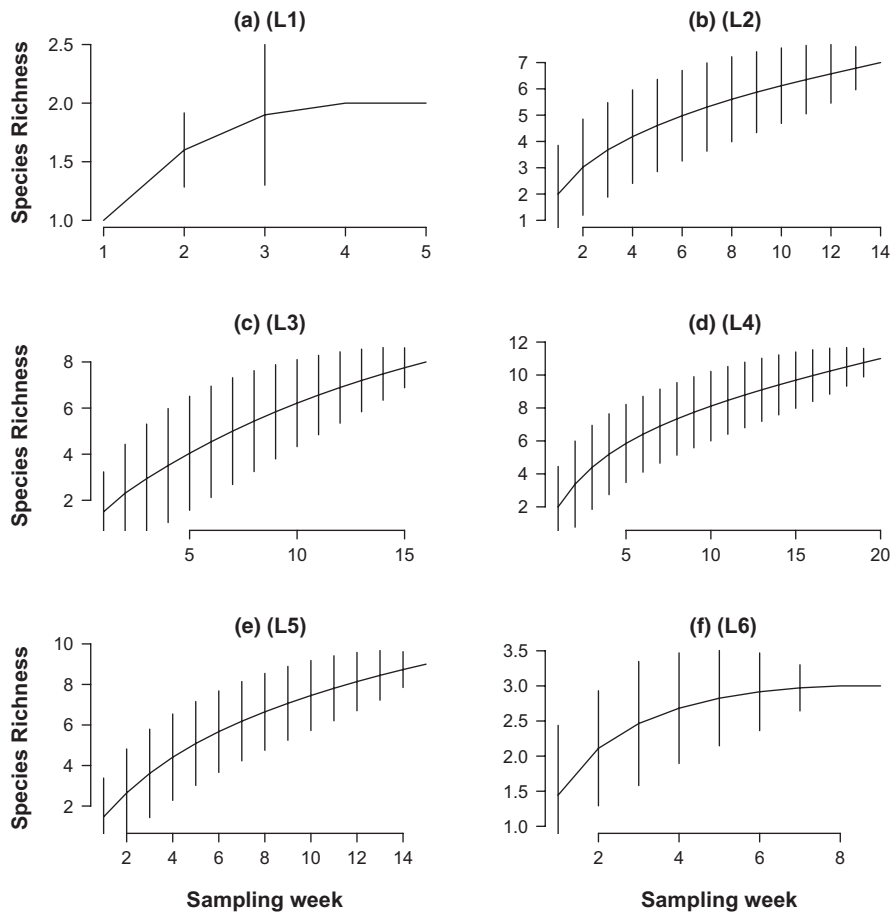 (a) (L1)
Species Richness
2.5
2.0
1.5
1.0
1 2 3 4 5
(b) (L2)
7
6
5
4
3
2
1
2 4 6 8 10 12 14
(c) (L3)
Species Richness
8
6
4
2
5 10 15
(d) (L4)
12
10
8
6
4
2
5 10 15 20
(e) (L5)
Species Richness
10
8
6
4
2
2 4 6 8 10 12 14
Sampling week
(f) (L6)
3.5
3.0
2.5
2.0
1.5
1.0
2 4 6 8
Sampling week